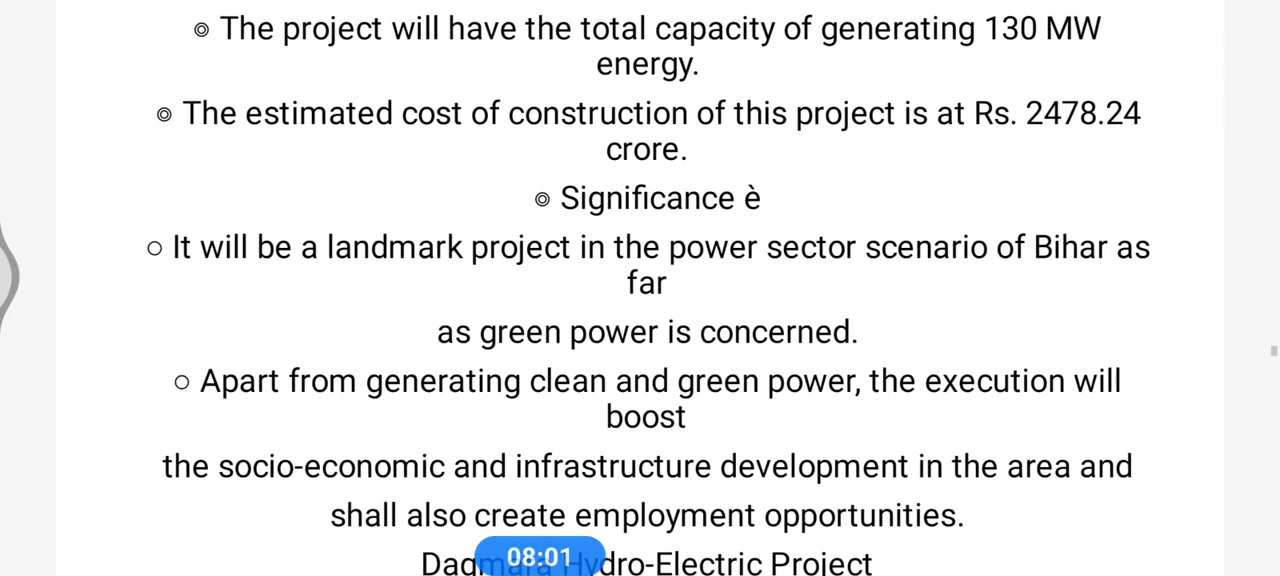 ◎ The project will have the total capacity of generating 130 MW
energy.
◎ The estimated cost of construction of this project is at Rs. 2478.24
crore.
◎ Significance è
○ It will be a landmark project in the power sector scenario of Bihar as
far
as green power is concerned.
○ Apart from generating clean and green power, the execution will
boost
the socio-economic and infrastructure development in the area and
shall also create employment opportunities.
08:01
Dagmara Hydro-Electric Project